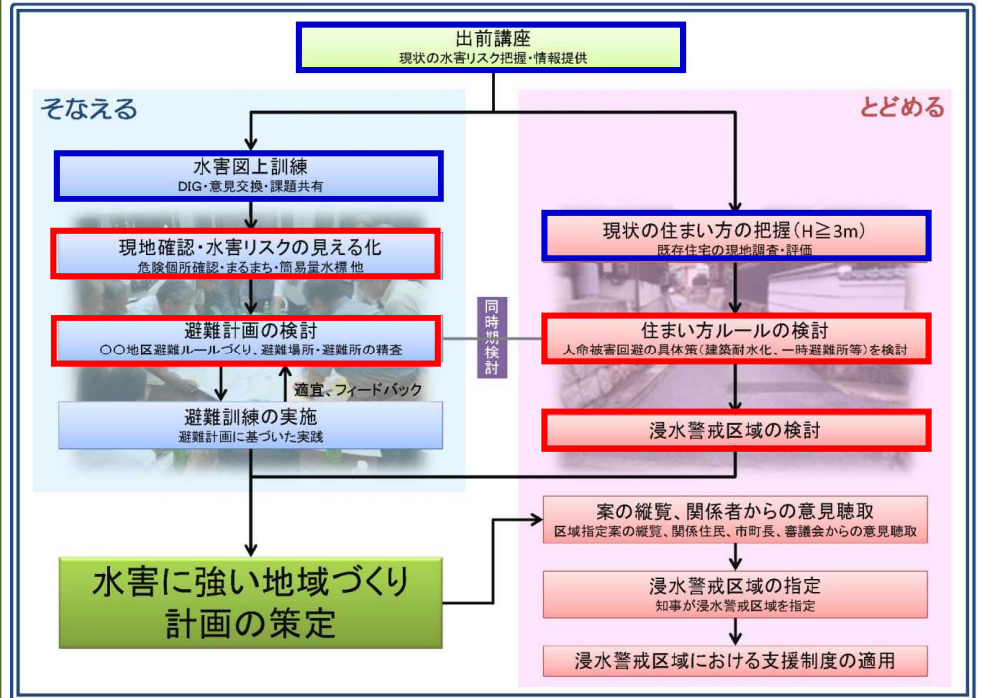 出前講座
現状の水害リスク把握・情報提供
そなえる
水害図上訓練
DIG・意見交換・課題共有
現地確認・水害リスクの見える化
危険個所確認・まるまち・簡易量水標 他
避難計画の検討
〇〇地区避難ルールづくり、避難場所・避難所の精査
適宜、フィードバック
避難訓練の実施
避難計画に基づいた実践
同時期検討
とどめる
現状の住まい方の把握(H≧3m)
既存住宅の現地調査・評価
住まい方ルールの検討
人命被害回避の具体策(建築耐水化、一時避難所等)を検討
浸水警戒区域の検討
水害に強い地域づくり
計画の策定
案の縦覧、関係者からの意見聴取
区域指定案の縦覧、関係住民、市町長、審議会からの意見聴取
浸水警戒区域の指定
知事が浸水警戒区域を指定
浸水警戒区域における支援制度の適用